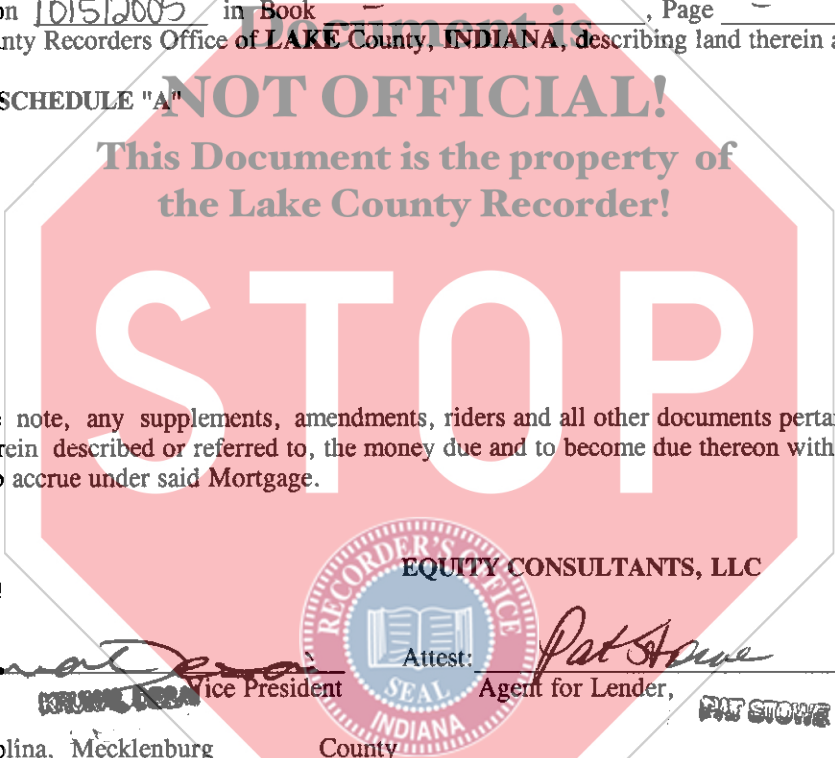 on 10/5/2005 in Book - , Page -
nty Recorders Office of LAKE County, INDIANA, describing land therein a
Document is
SCHEDULE "A"
NOT OFFICIAL!
This Document is the property of
the Lake County Recorder!
STOP
note, any supplements, amendments, riders and all other documents perta
rein described or referred to, the money due and to become due thereon with
accrue under said Mortgage.
EQUITY CONSULTANTS, LLC
RECORDER'S OFFICE
SEAL
INDIANA
Attest: Pat Stowe
Vice President Agent for Lender,
PAT STOWE
olina, Mecklenburg County